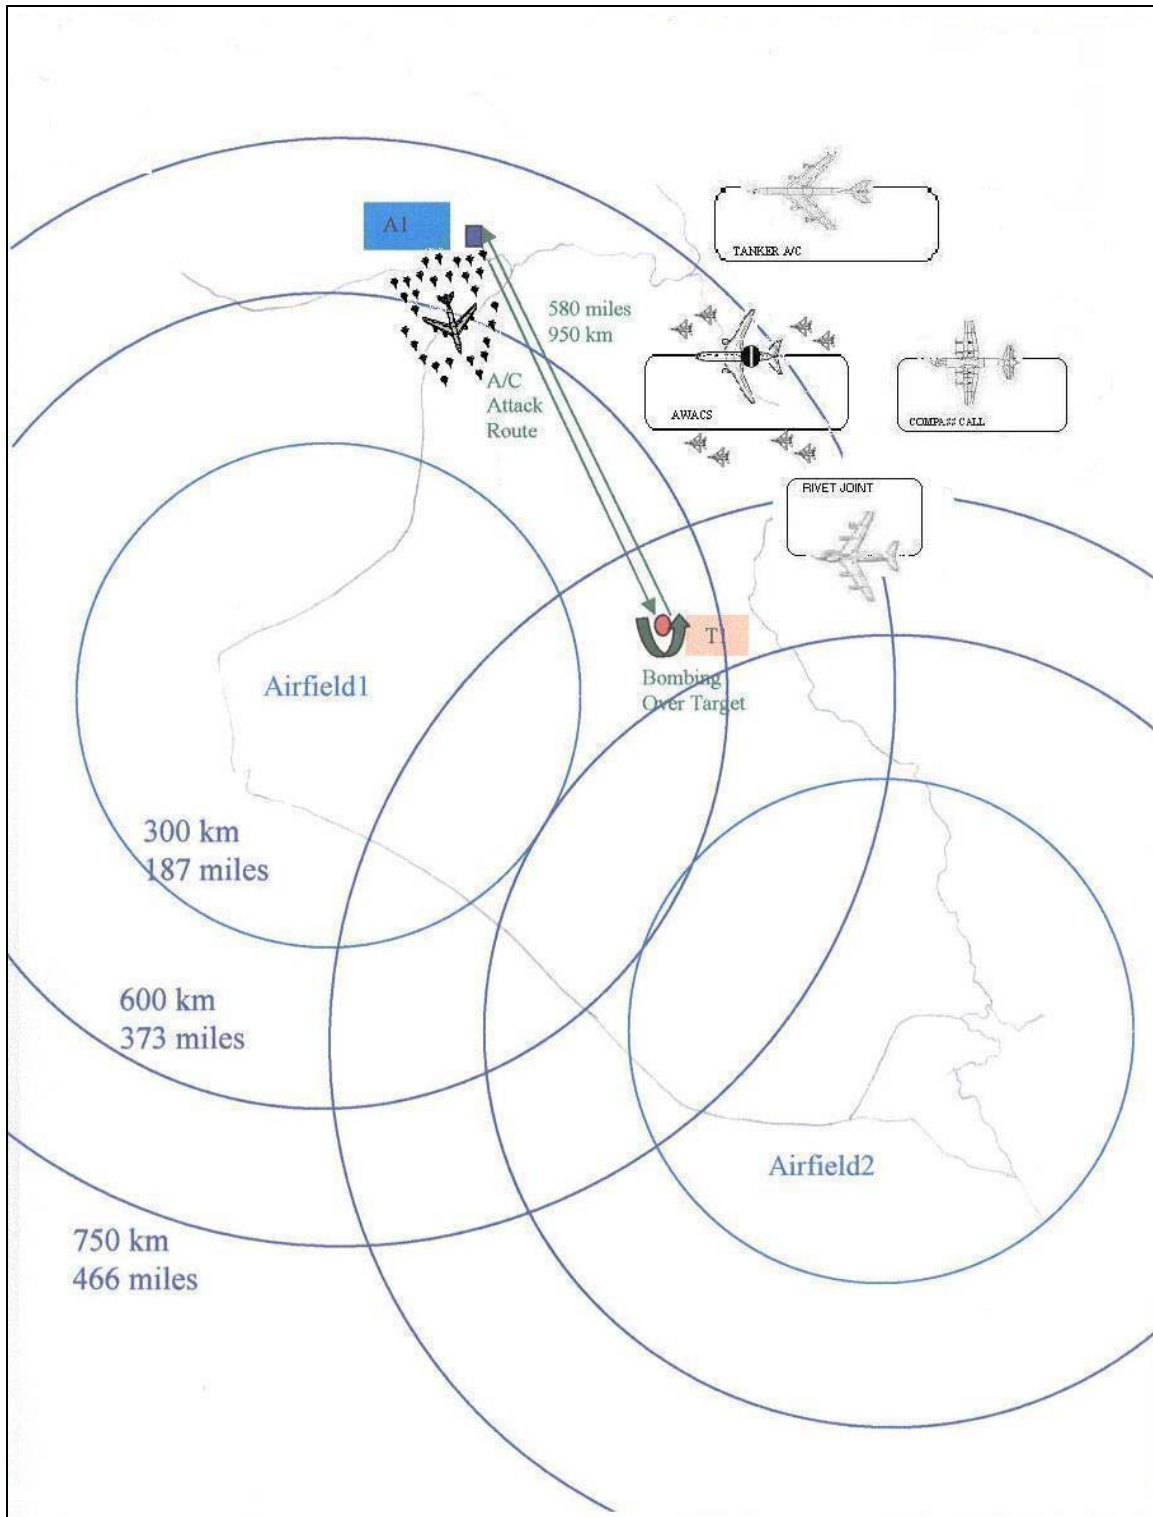 A1
TANKER A/C
580 miles
950 km
A/C
Attack
Route
AWACS
COMPASS CALL
RIVET JOINT
T1
Bombing
Over Target
Airfield1
300 km
187 miles
600 km
373 miles
Airfield2
750 km
466 miles